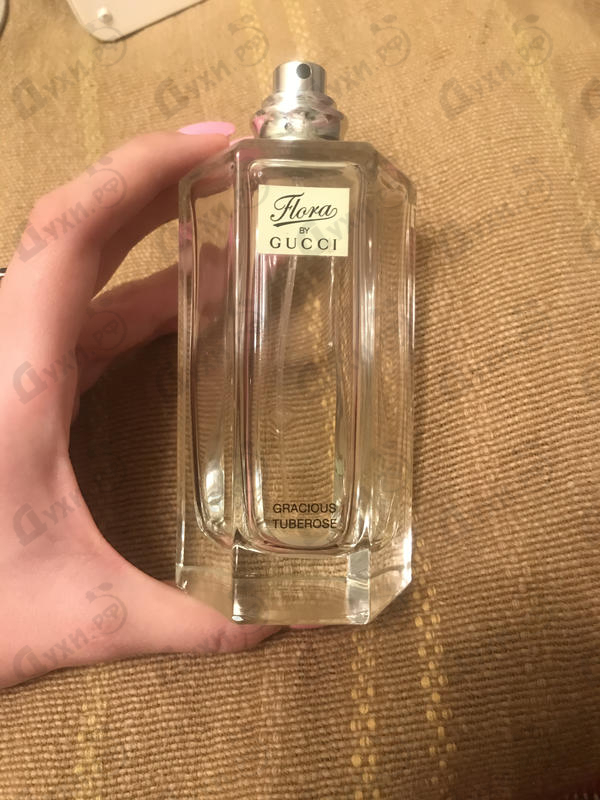 Flora
BY
GUCCI
GRACIOUS
TUBEROSE
Духи.рф